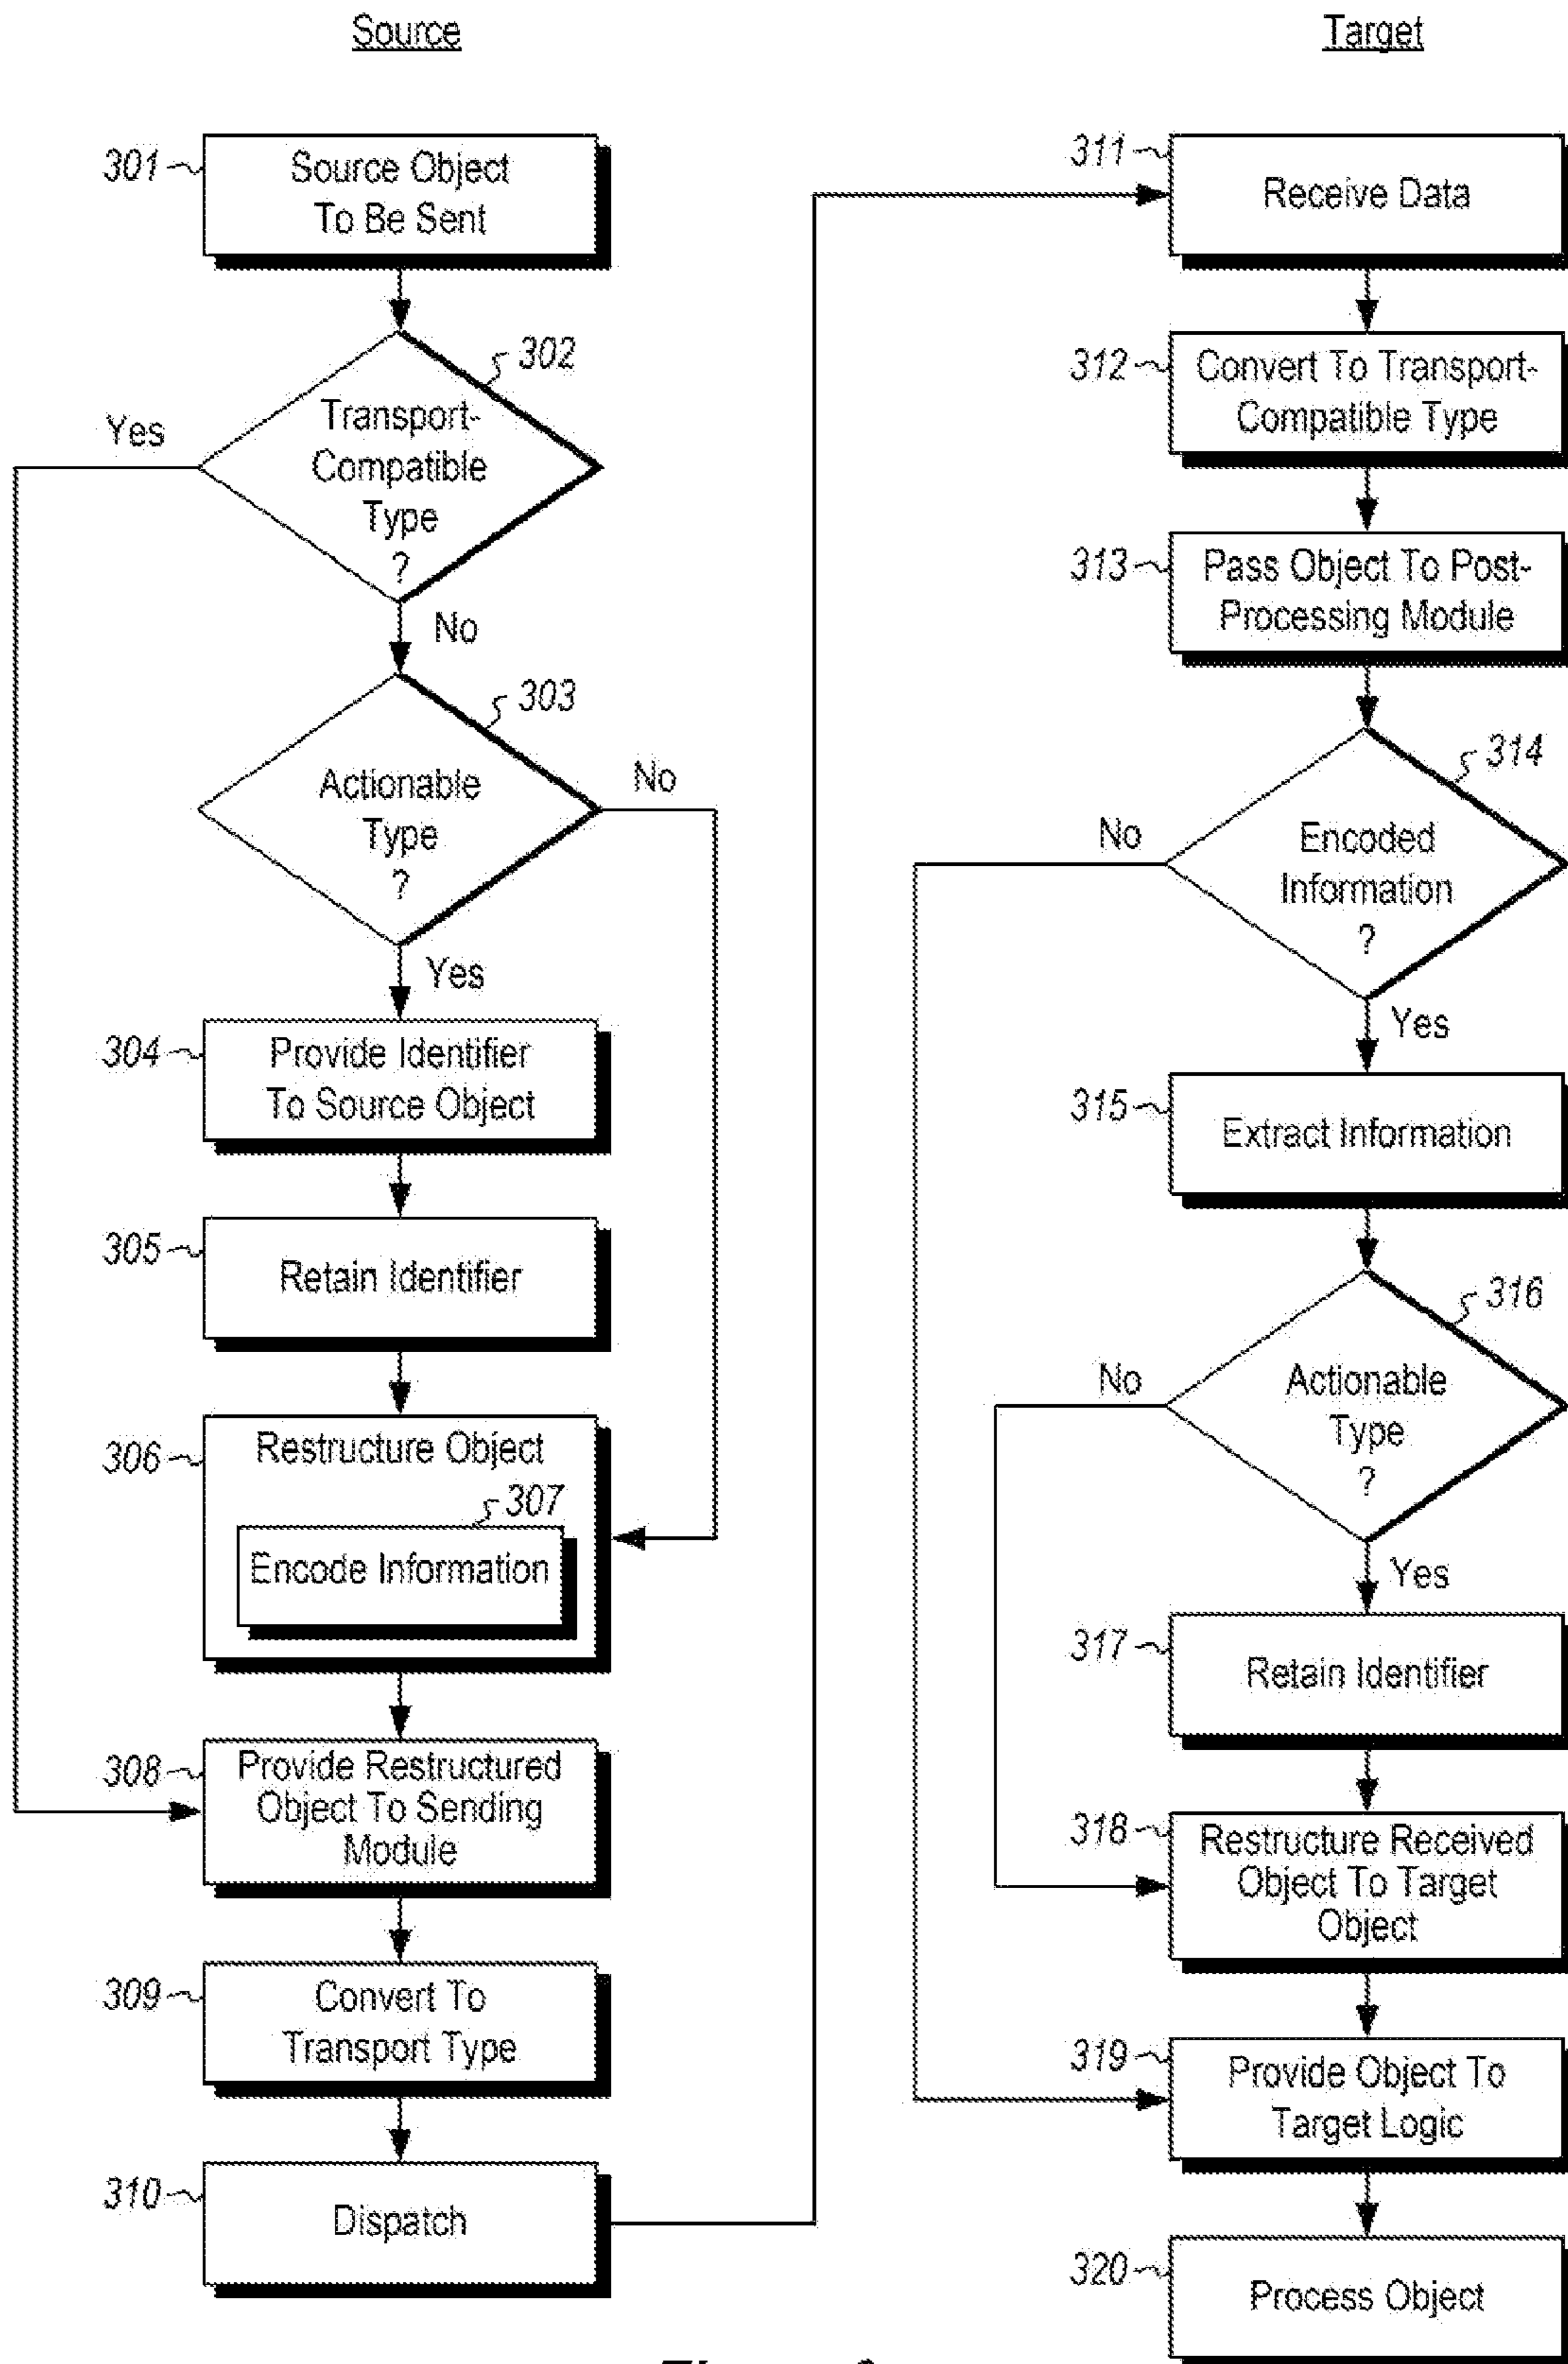 Source
301
Source Object
To Be Sent
302
Transport-
Compatible
Type
?
Yes
No
303
Actionable
Type
?
No
Yes
304
Provide Identifier
To Source Object
305
Retain Identifier
306
Restructure Object
307
Encode Information
308
Provide Restructured
Object To Sending
Module
309
Convert To
Transport Type
310
Dispatch
Target
311
Receive Data
312
Convert To Transport-
Compatible Type
313
Pass Object To Post-
Processing Module
314
Encoded
Information
?
No
Yes
315
Extract Information
316
Actionable
Type
?
No
Yes
317
Retain Identifier
318
Restructure Received
Object To Target
Object
319
Provide Object To
Target Logic
320
Process Object